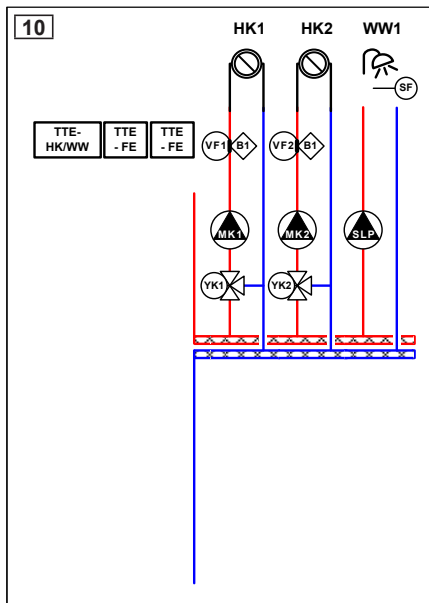 10
HK1 HK2 WW1
SF
TTE-
HK/WW
TTE
- FE
TTE
- FE
VF1 B1 VF2 B1
MK1 MK2 SLP
YK1 YK2